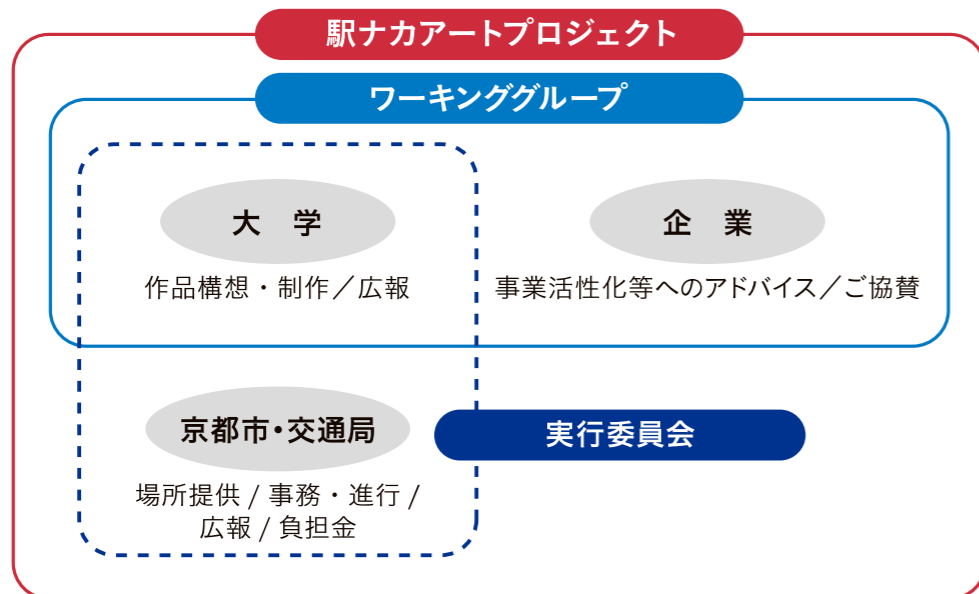 駅ナカアートプロジェクト
ワーキンググループ
大　学
作品構想・制作／広報
企　業
事業活性化等へのアドバイス／ご協賛
京都市・交通局
場所提供 / 事務・進行 /
広報 / 負担金
実行委員会